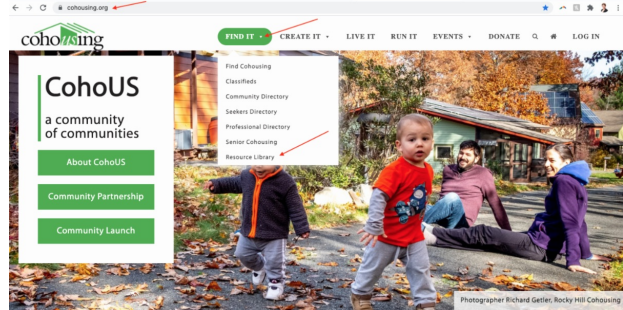 cohousing.org
cohousing
FIND IT
CREATE IT
LIVE IT
RUN IT
EVENTS
DONATE
LOG IN
Find Cohousing
Classifieds
Community Directory
Seekers Directory
Professional Directory
Senior Cohousing
Resource Library
CohoUS
a community
of communities
About CohoUS
Community Partnership
Community Launch
Photographer Richard Getler, Rocky Hill Cohousing